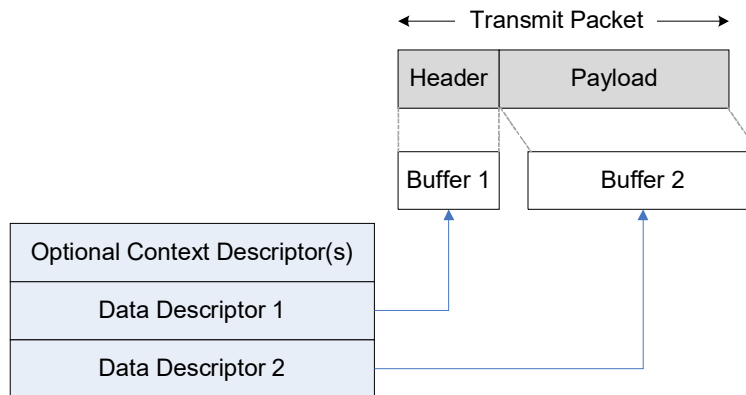 Transmit Packet
Header
Payload
Buffer 1
Buffer 2
Optional Context Descriptor(s)
Data Descriptor 1
Data Descriptor 2